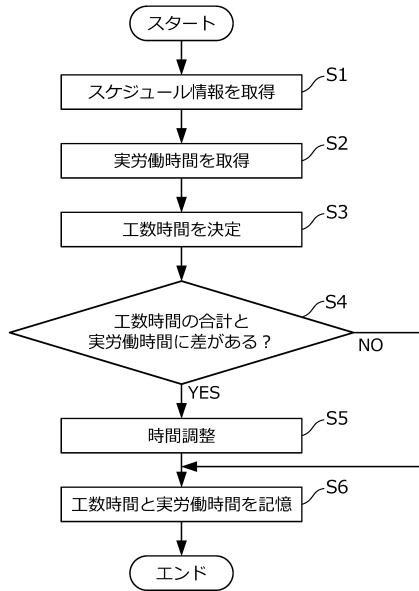 スタート
スケジュール情報を取得
S1
実労働時間を取得
S2
工数時間を決定
S3
工数時間の合計と
実労働時間に差がある？
S4
NO
YES
時間調整
S5
工数時間と実労働時間を記憶
S6
エンド